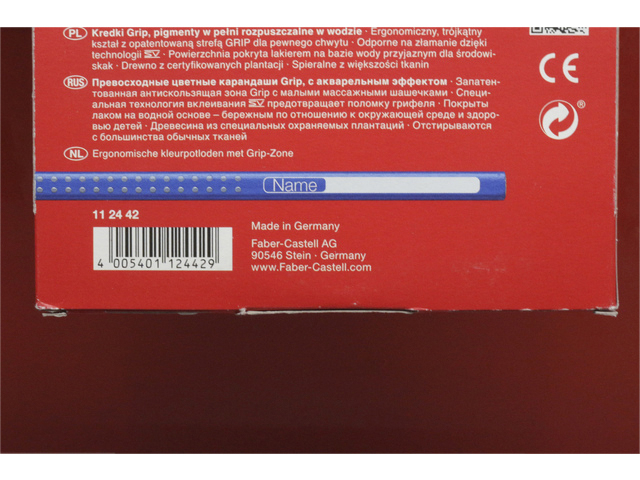 PL Kredki Grip, pigmenty w pełni rozpuszczalne w wodzie • Ergonomiczny, trójkątny
kształt z opatentowaną strefą GRIP dla pewnego chwytu • Odporne na złamanie dzięki
technologii SV • Powierzchnia pokryta lakierem na bazie wody przyjaznym dla środowi-
skak • Drewno z certyfikowanych plantacji • Spieralne z większości tkanin
RUS Превосходные цветные карандаши Grip, с акварельным эффектом • Запатен-
тованная антискользящая зона Grip с малыми массажными шашечками • Специ-
альная технология вклеивания SV предотвращает поломку грифеля • Покрыты
лаком на водной основе – бережным по отношению к окружающей среде и здоро-
вью детей • Древесина из специальных охраняемых плантаций • Отстирываются
с большинства обычных тканей
NL Ergonomische kleurpotloden met Grip-Zone
CE
®
Name
11 24 42
4 005401 124429
Made in Germany
Faber-Castell AG
90546 Stein · Germany
www.Faber-Castell.com